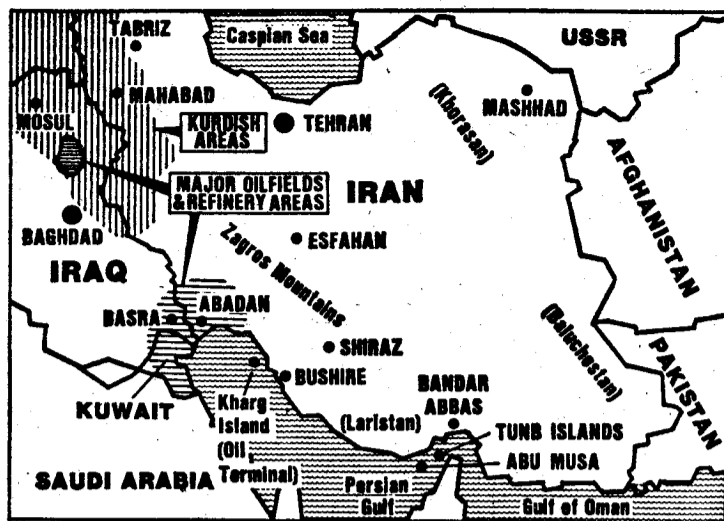 TABRIZ
Caspian Sea
USSR
MAHABAD
MOSUL
KURDISH
AREAS
TEHRAN
(Khorasan)
MASHHAD
MAJOR OILFIELDS
& REFINERY AREAS
IRAN
AFGHANISTAN
BAGHDAD
ESFAHAN
Zagros Mountains
IRAQ
BASRA
ABADAN
(Baluchestan)
PAKISTAN
SHIRAZ
BUSHIRE
BANDAR
ABBAS
KUWAIT
Kharg
Island
(Oil
Terminal)
(Laristan)
TUNB ISLANDS
ABU MUSA
SAUDI ARABIA
Persian
Gulf
Gulf of Oman